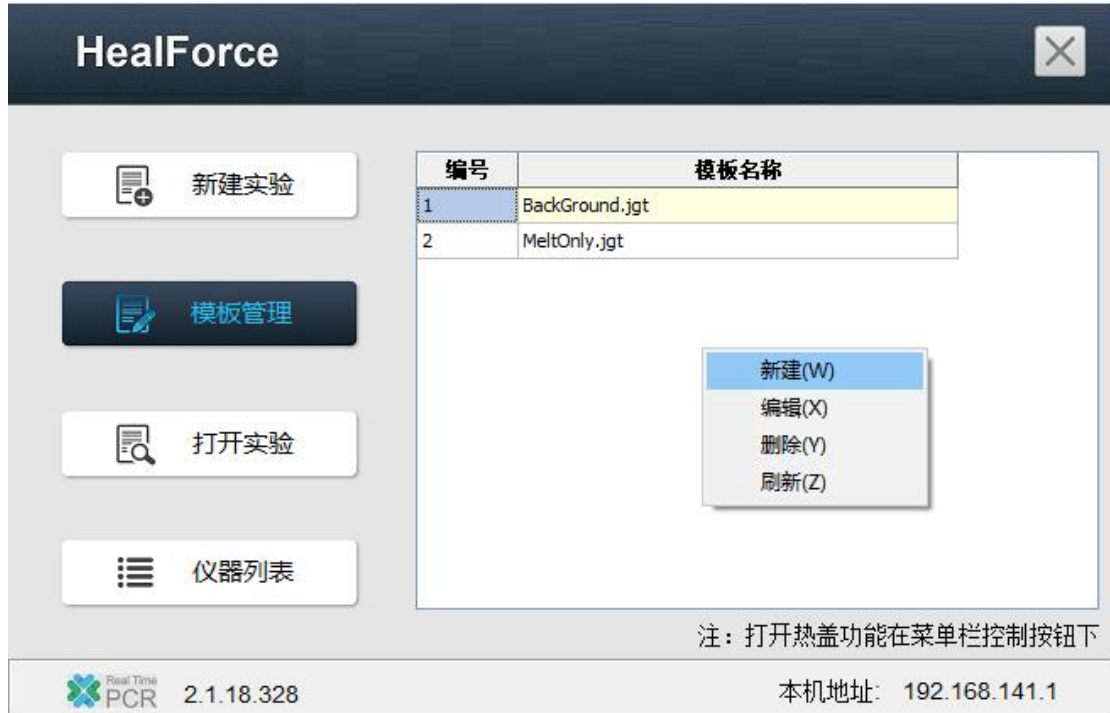 HealForce
新建实验
模板管理
打开实验
仪器列表
编号 模板名称
1 BackGround.jgt
2 MeltOnly.jgt
新建(W)
编辑(X)
删除(Y)
刷新(Z)
注：打开热盖功能在菜单栏控制按钮下
Real Time
PCR 2.1.18.328
本机地址: 192.168.141.1